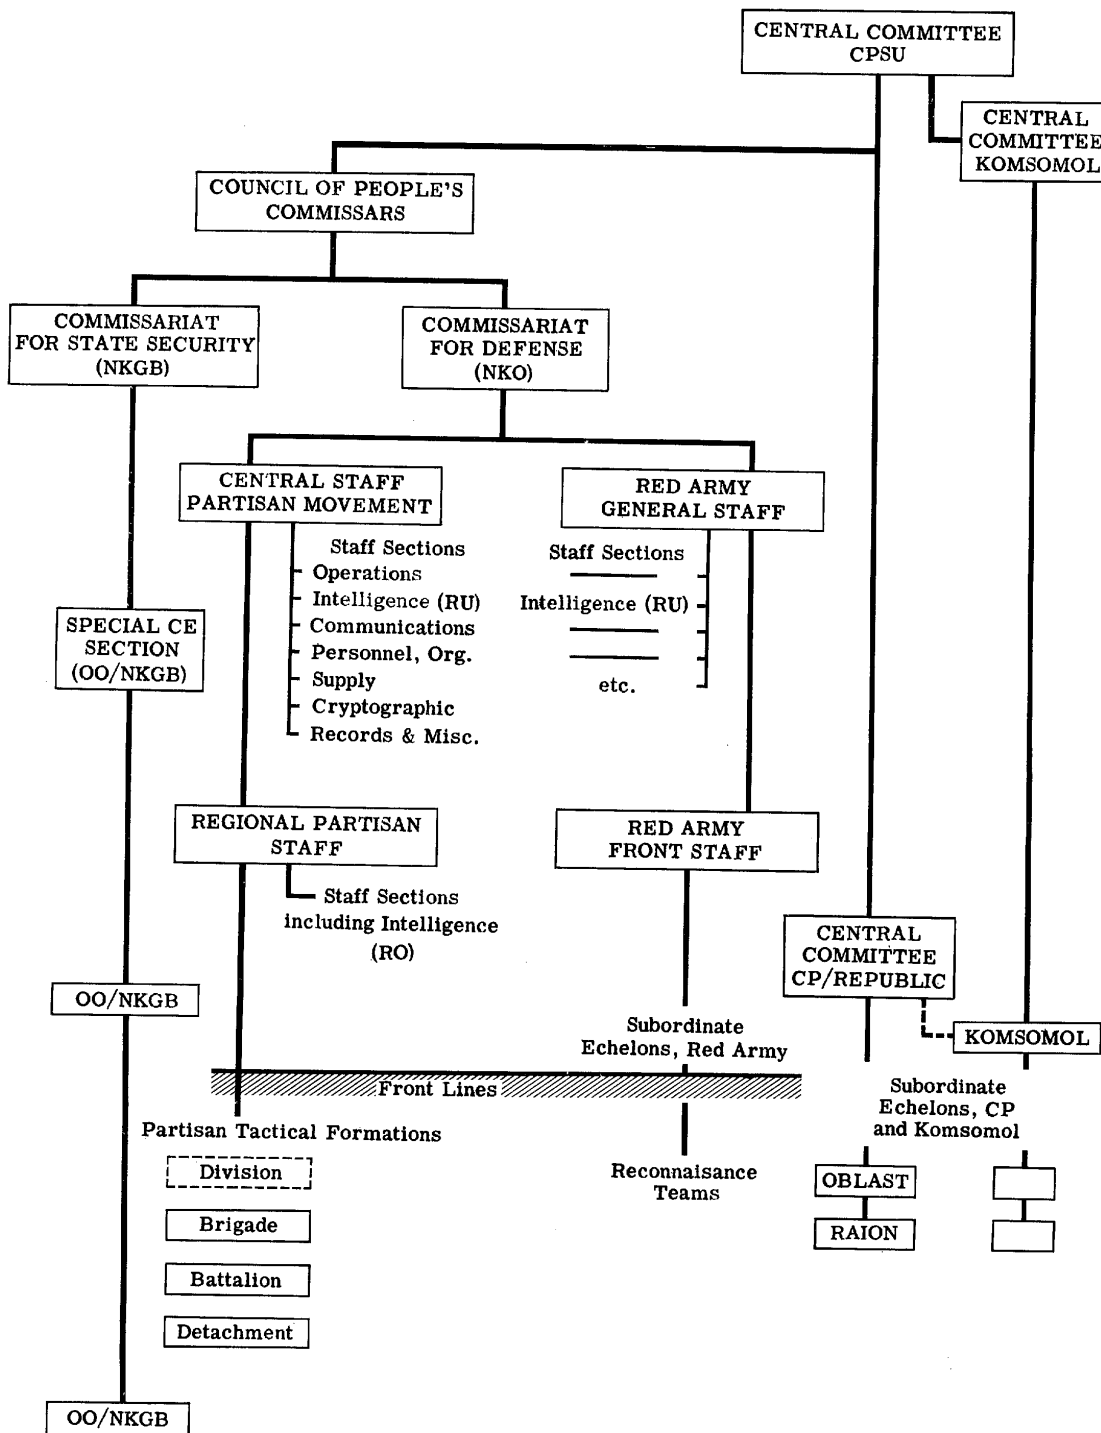 CENTRAL COMMITTEE
CPSU
CENTRAL
COMMITTEE
KOMSOMOL
COUNCIL OF PEOPLE'S
COMMISSARS
COMMISSARIAT
FOR STATE SECURITY
(NKGB)
COMMISSARIAT
FOR DEFENSE
(NKO)
CENTRAL STAFF
PARTISAN MOVEMENT
RED ARMY
GENERAL STAFF
Staff Sections
Operations
Intelligence (RU)
Communications
Personnel, Org.
Supply
Cryptographic
Records & Misc.
Staff Sections
Intelligence (RU)
etc.
SPECIAL CE
SECTION
(OO/NKGB)
REGIONAL PARTISAN
STAFF
RED ARMY
FRONT STAFF
Staff Sections
including Intelligence
(RO)
CENTRAL
COMMITTEE
CP/REPUBLIC
OO/NKGB
KOMSOMOL
Subordinate
Echelons, Red Army
Front Lines
Subordinate
Echelons, CP
and Komsomol
Partisan Tactical Formations
Division
Brigade
Battalion
Detachment
Reconnaisance
Teams
OBLAST
RAION
OO/NKGB